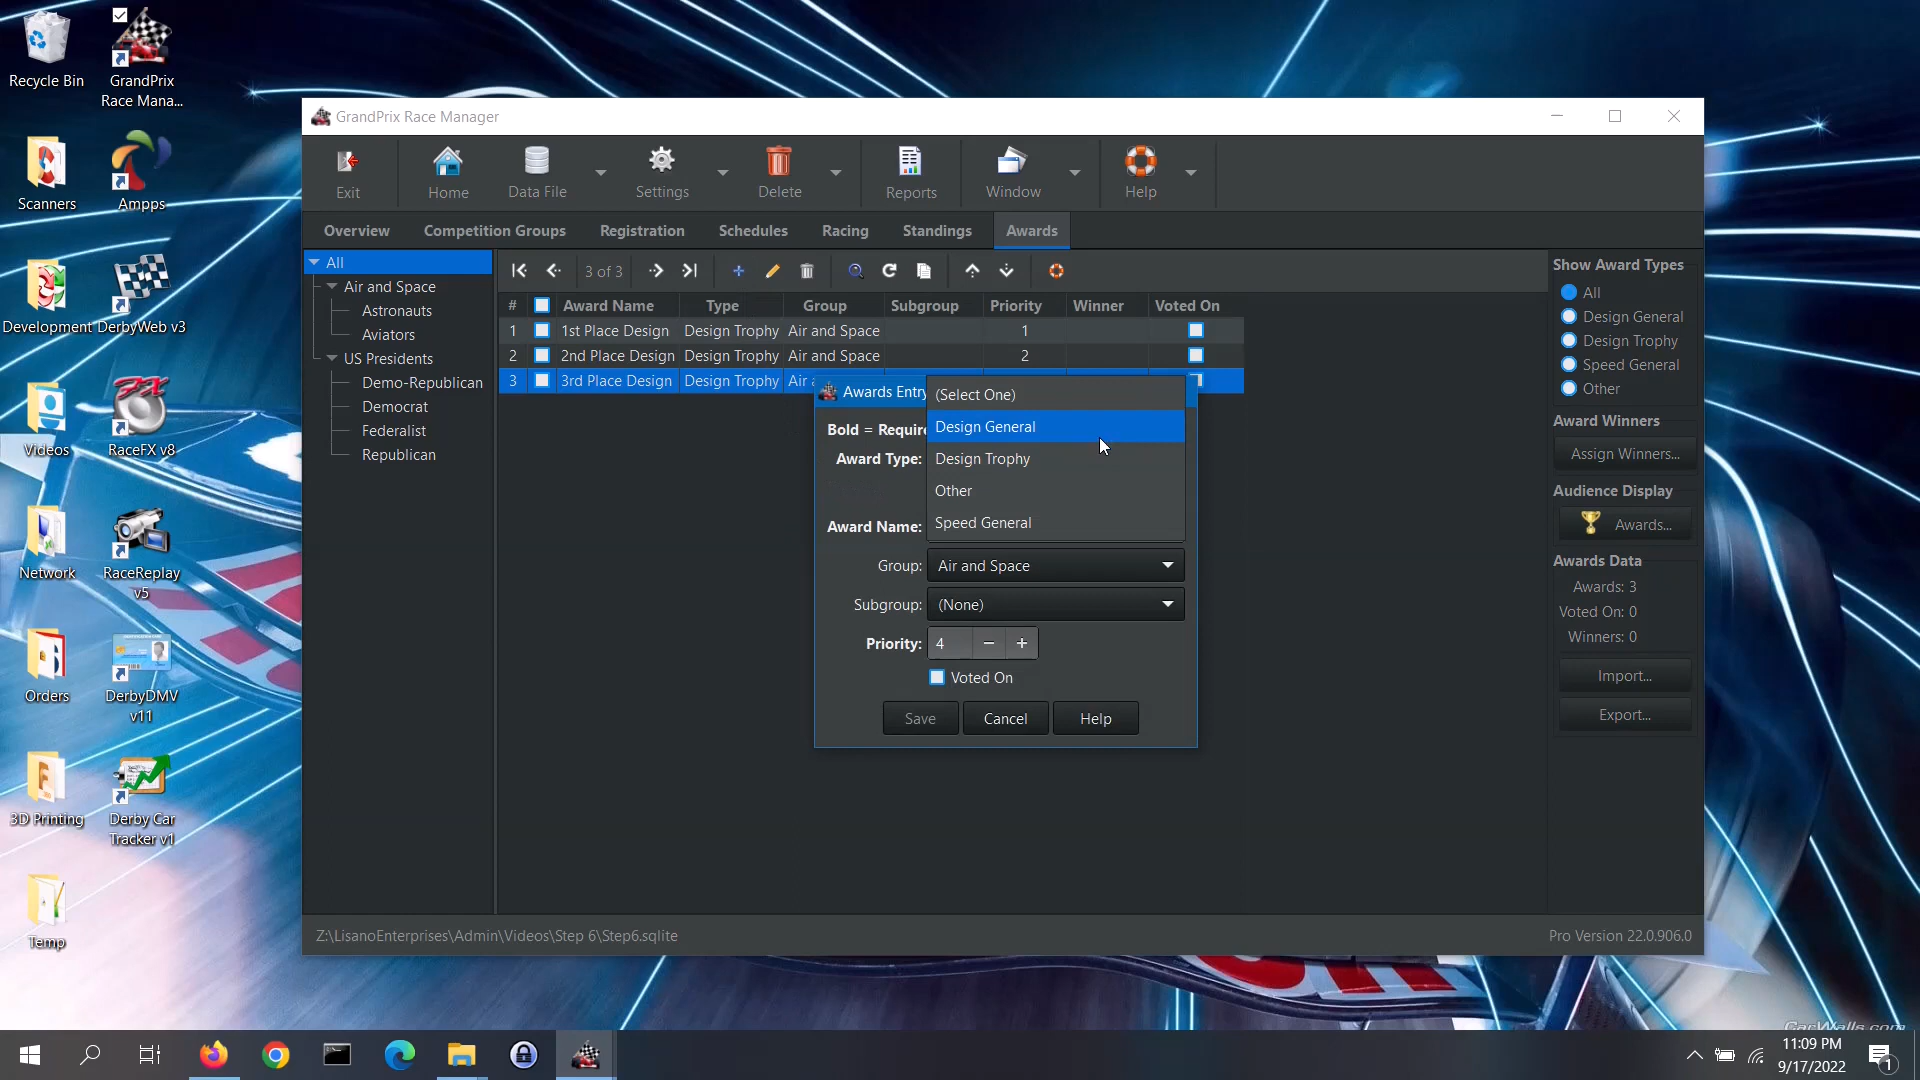 Recycle Bin
GrandPrix
Race Mana...
Scanners
Ampps
Development
DerbyWeb v3
Videos
RaceFX v8
Network
RaceReplay
v5
Orders
DerbyDMV
v11
3D Printing
Derby Car
Tracker v1
Temp
GrandPrix Race Manager
Exit
Home
Data File
Settings
Delete
Reports
Window
Help
Overview
Competition Groups
Registration
Schedules
Racing
Standings
Awards
All
Air and Space
Astronauts
Aviators
US Presidents
Demo-Republican
Democrat
Federalist
Republican
3 of 3
# Award Name Type Group Subgroup Priority Winner Voted On
1 1st Place Design Design Trophy Air and Space 1
2 2nd Place Design Design Trophy Air and Space 2
3 3rd Place Design Design Trophy Air
Awards Entry
Bold = Require
Award Type:
(Select One)
Design General
Design Trophy
Other
Speed General
Award Name:
Group: Air and Space
Subgroup: (None)
Priority: 4
Voted On
Save
Cancel
Help
Show Award Types
All
Design General
Design Trophy
Speed General
Other
Award Winners
Assign Winners...
Audience Display
Awards...
Awards Data
Awards: 3
Voted On: 0
Winners: 0
Import...
Export...
Z:\LisanoEnterprises\Admin\Videos\Step 6\Step6.sqlite
Pro Version 22.0.906.0
CarWalls.com
11:09 PM
9/17/2022
1